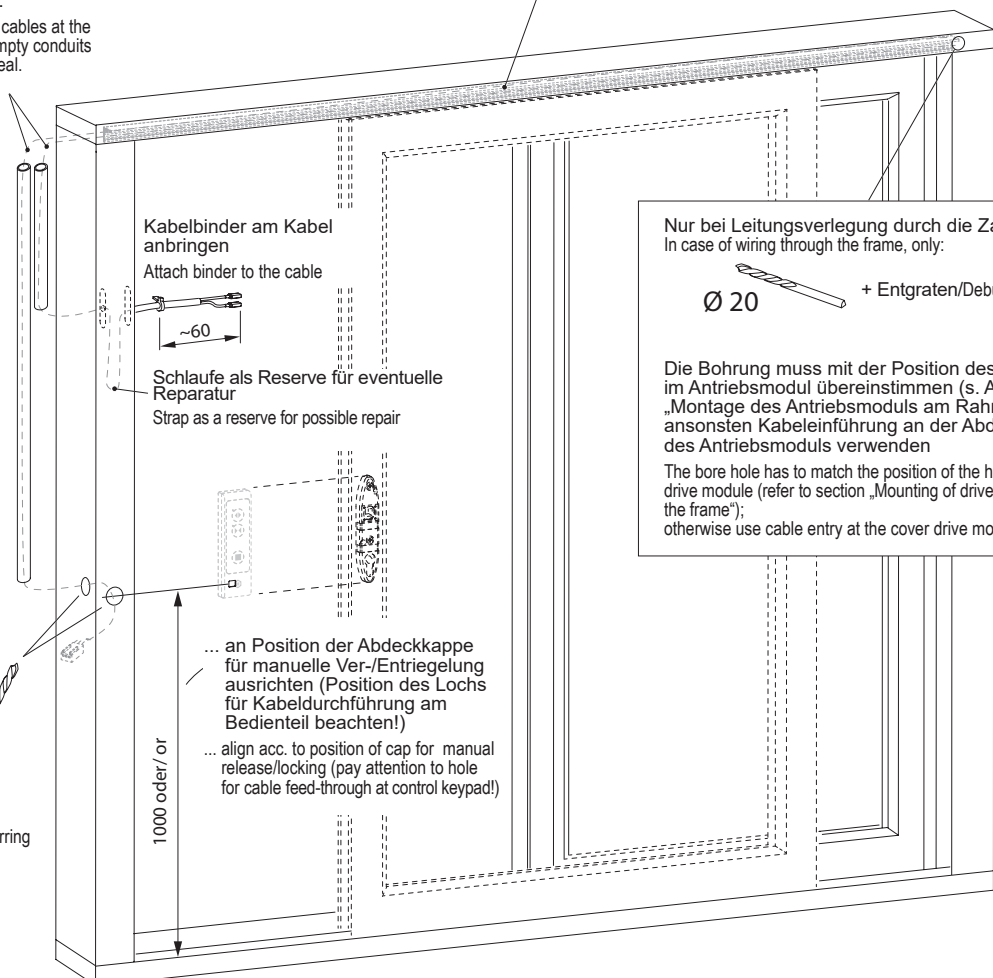 cables at the
mpty conduits
eal.
Kabelbinder am Kabel
anbringen
Attach binder to the cable
~60
Schlaufe als Reserve für eventuelle
Reparatur
Strap as a reserve for possible repair
Nur bei Leitungsverlegung durch die Za
In case of wiring through the frame, only:
Ø 20
+ Entgraten/Debu
Die Bohrung muss mit der Position des
im Antriebsmodul übereinstimmen (s. A
„Montage des Antriebsmoduls am Rahm
ansonsten Kabeleinführung an der Abd
des Antriebsmoduls verwenden
The bore hole has to match the position of the h
drive module (refer to section „Mounting of drive
the frame“);
otherwise use cable entry at the cover drive mo
... an Position der Abdeckkappe
für manuelle Ver-/Entriegelung
ausrichten (Position des Lochs
für Kabeldurchführung am
Bedienteil beachten!)
... align acc. to position of cap for manual
release/locking (pay attention to hole
for cable feed-through at control keypad!)
1000 oder/ or
rring